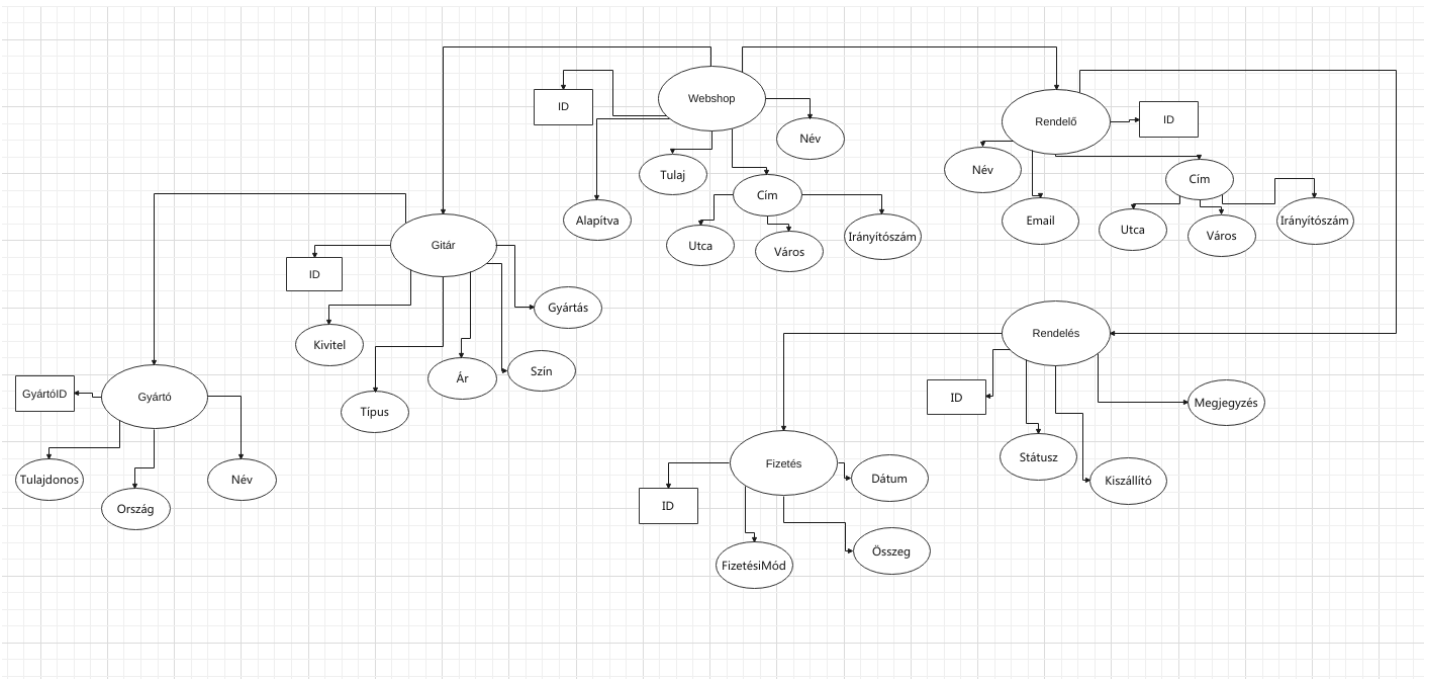 Webshop
ID
Név
Tulaj
Cím
Alapítva
Utca
Város
Irányítószám
Rendelő
ID
Név
Cím
Email
Utca
Város
Irányítószám
Gitár
ID
Kivitel
Típus
Ár
Szín
Gyártás
Gyártó
GyártóID
Tulajdonos
Ország
Név
Rendelés
ID
Státusz
Kiszállító
Megjegyzés
Fizetés
ID
FizetésiMód
Összeg
Dátum